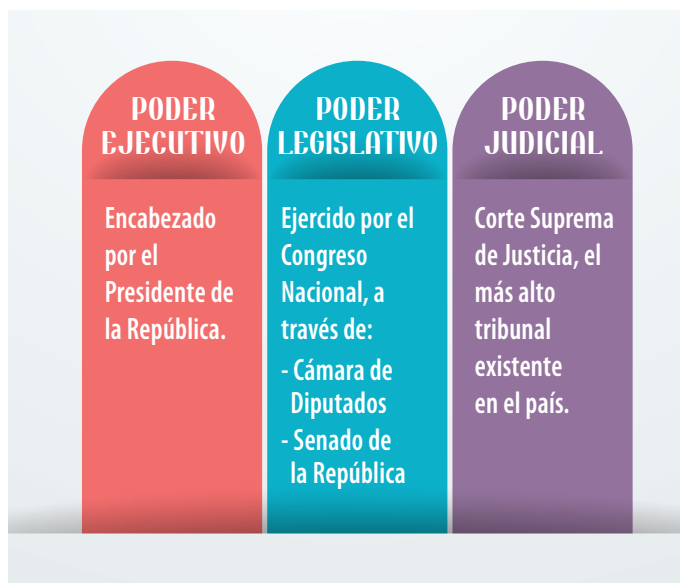 PODER
EJECUTIVO
Encabezado
por el
Presidente de
la República.
PODER
LEGISLATIVO
Ejercido por el
Congreso
Nacional, a
través de:
- Cámara de
Diputados
- Senado de
la República
PODER
JUDICIAL
Corte Suprema
de Justicia, el
más alto
tribunal
existente
en el país.